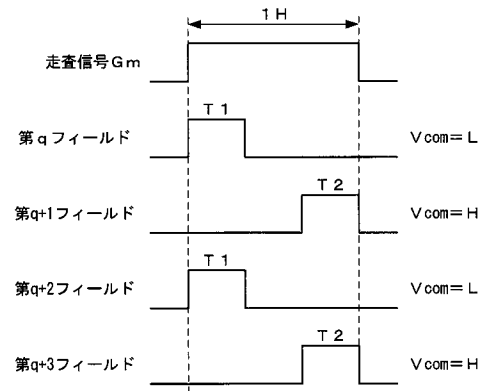 1H
走査信号Gm
T1
第qフィールド Vcom=L
T2
第q+1フィールド Vcom=H
T1
第q+2フィールド Vcom=L
T2
第q+3フィールド Vcom=H